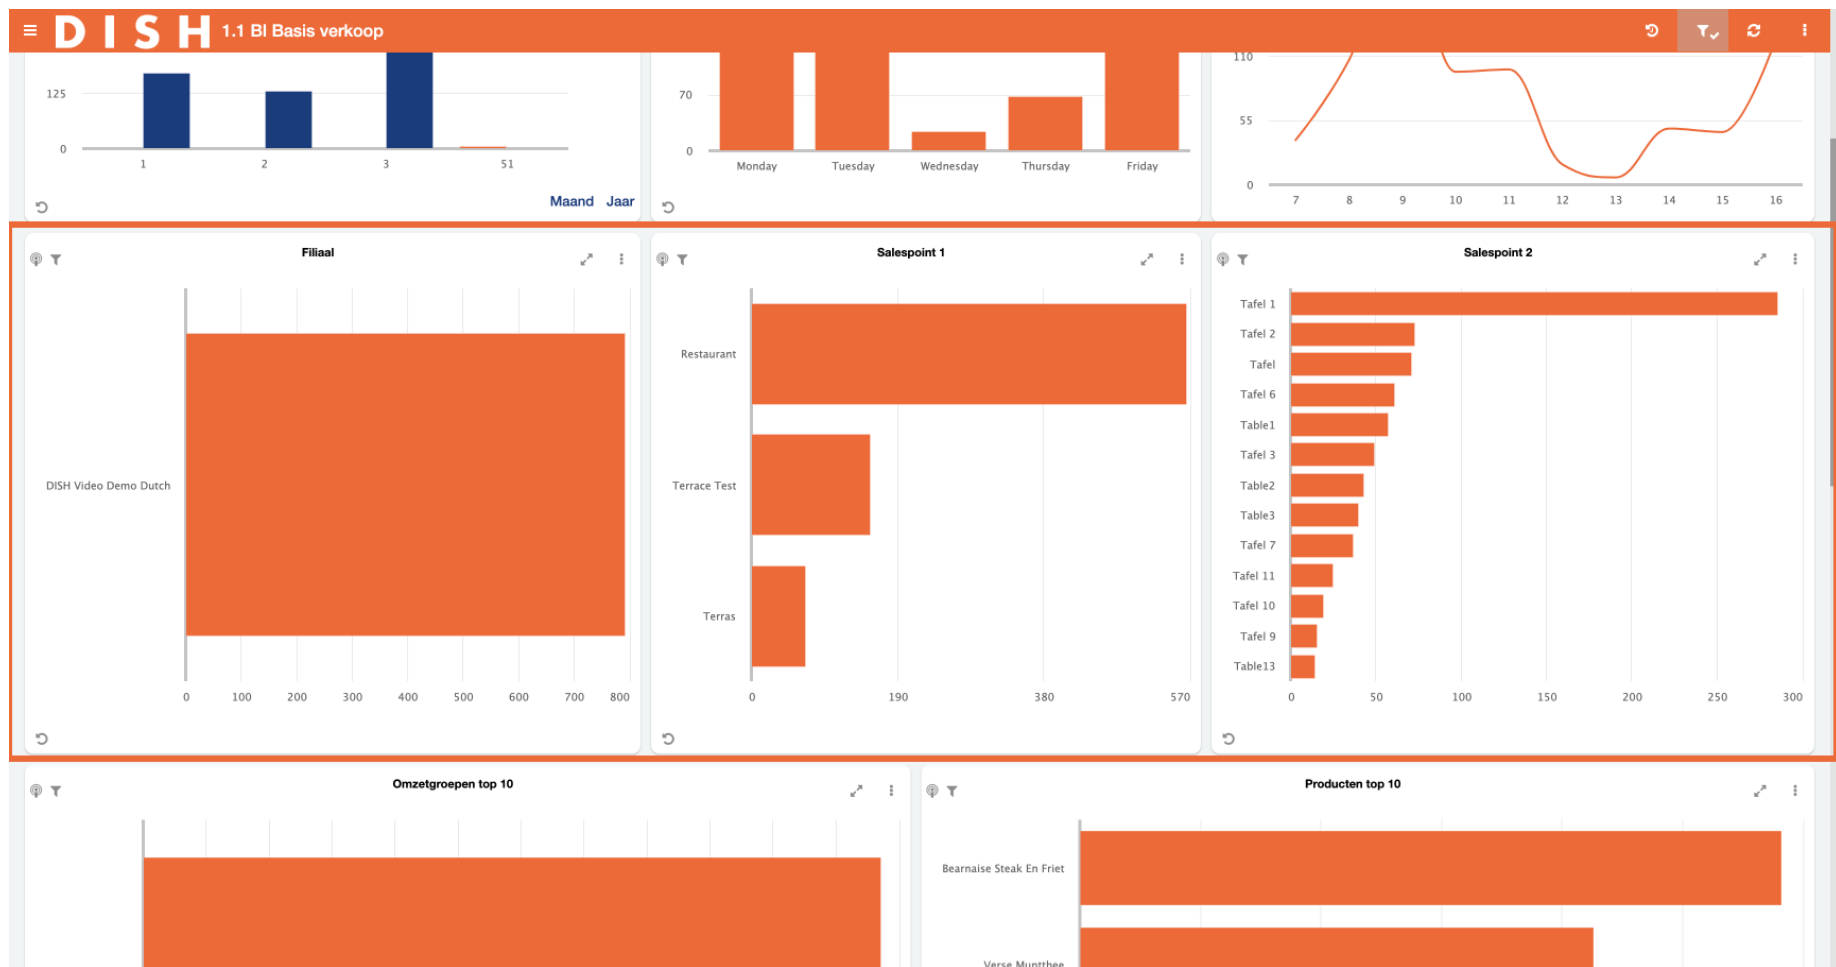 DISH 1.1 BI Basis verkoop
125
0
1 2 3 51
Maand Jaar
70
0
Monday Tuesday Wednesday Thursday Friday
110
55
0
7 8 9 10 11 12 13 14 15 16
Filiaal
DISH Video Demo Dutch
0 100 200 300 400 500 600 700 800
Salespoint 1
Restaurant
Terrace Test
Terras
0 190 380 570
Salespoint 2
Tafel 1
Tafel 2
Tafel
Tafel 6
Table1
Tafel 3
Table2
Table3
Tafel 7
Tafel 11
Tafel 10
Tafel 9
Table13
0 50 100 150 200 250 300
Omzetgroepen top 10
Producten top 10
Bearnaise Steak En Friet
Verse Muntthee